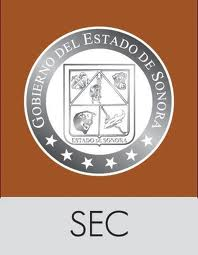 GOBIERNO DEL ESTADO DE SONORA
ESTADO DE SONORA
SEC